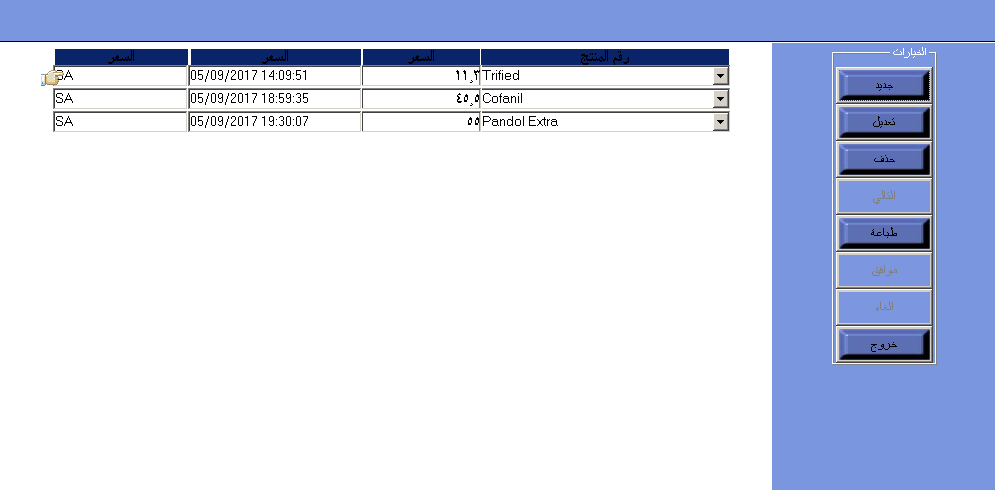 السعر السعر السعر رقم المنتج
SA 05/09/2017 14:09:51 ١١٫٣ Trified
SA 05/09/2017 18:59:35 ٤٥٫٥ Cofanil
SA 05/09/2017 19:30:07 ٥٥ Pandol Extra
الخيارات
جديد
تعديل
حذف
التالي
طباعة
موافق
الغاء
خروج